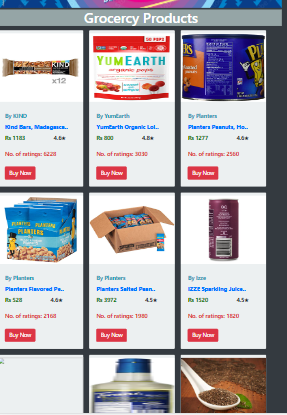 Grocercy Products
KIND
x12
50 POPS
YUMEARTH
organic pops
By KIND
Kind Bars, Madagasca..
Rs 1183 4.6★
No. of ratings: 6228
Buy Now
By YumEarth
YumEarth Organic Lol..
Rs 800 4.8★
No. of ratings: 3030
Buy Now
By Planters
Planters Peanuts, Ho..
Rs 1277 4.6★
No. of ratings: 2560
Buy Now
PLANTERS
By Planters
Planters Flavored Pe..
Rs 528 4.6★
No. of ratings: 2168
Buy Now
By Planters
Planters Salted Pean..
Rs 3972 4.5★
No. of ratings: 1980
Buy Now
By Izze
IZZE Sparkling Juice..
Rs 1520 4.5★
No. of ratings: 1820
Buy Now